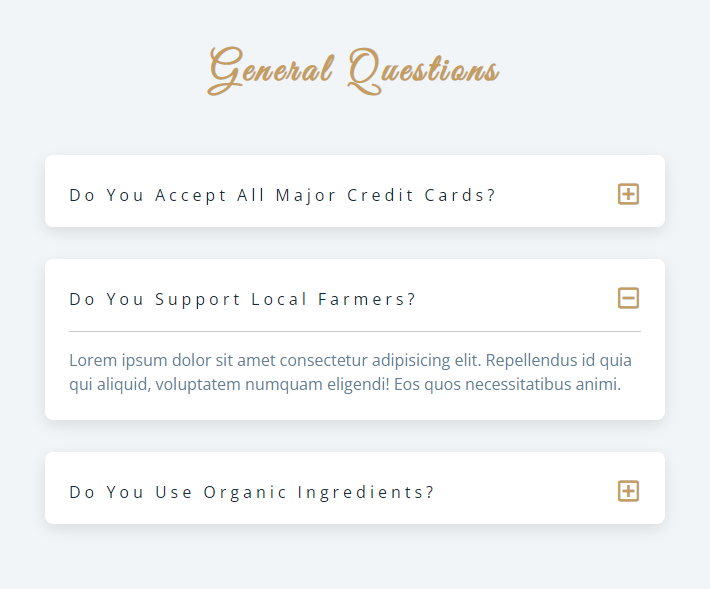 General Questions
Do You Accept All Major Credit Cards?
Do You Support Local Farmers?
Lorem ipsum dolor sit amet consectetur adipisicing elit. Repellendus id quia
qui aliquid, voluptatem numquam eligendi! Eos quos necessitatibus animi.
Do You Use Organic Ingredients?